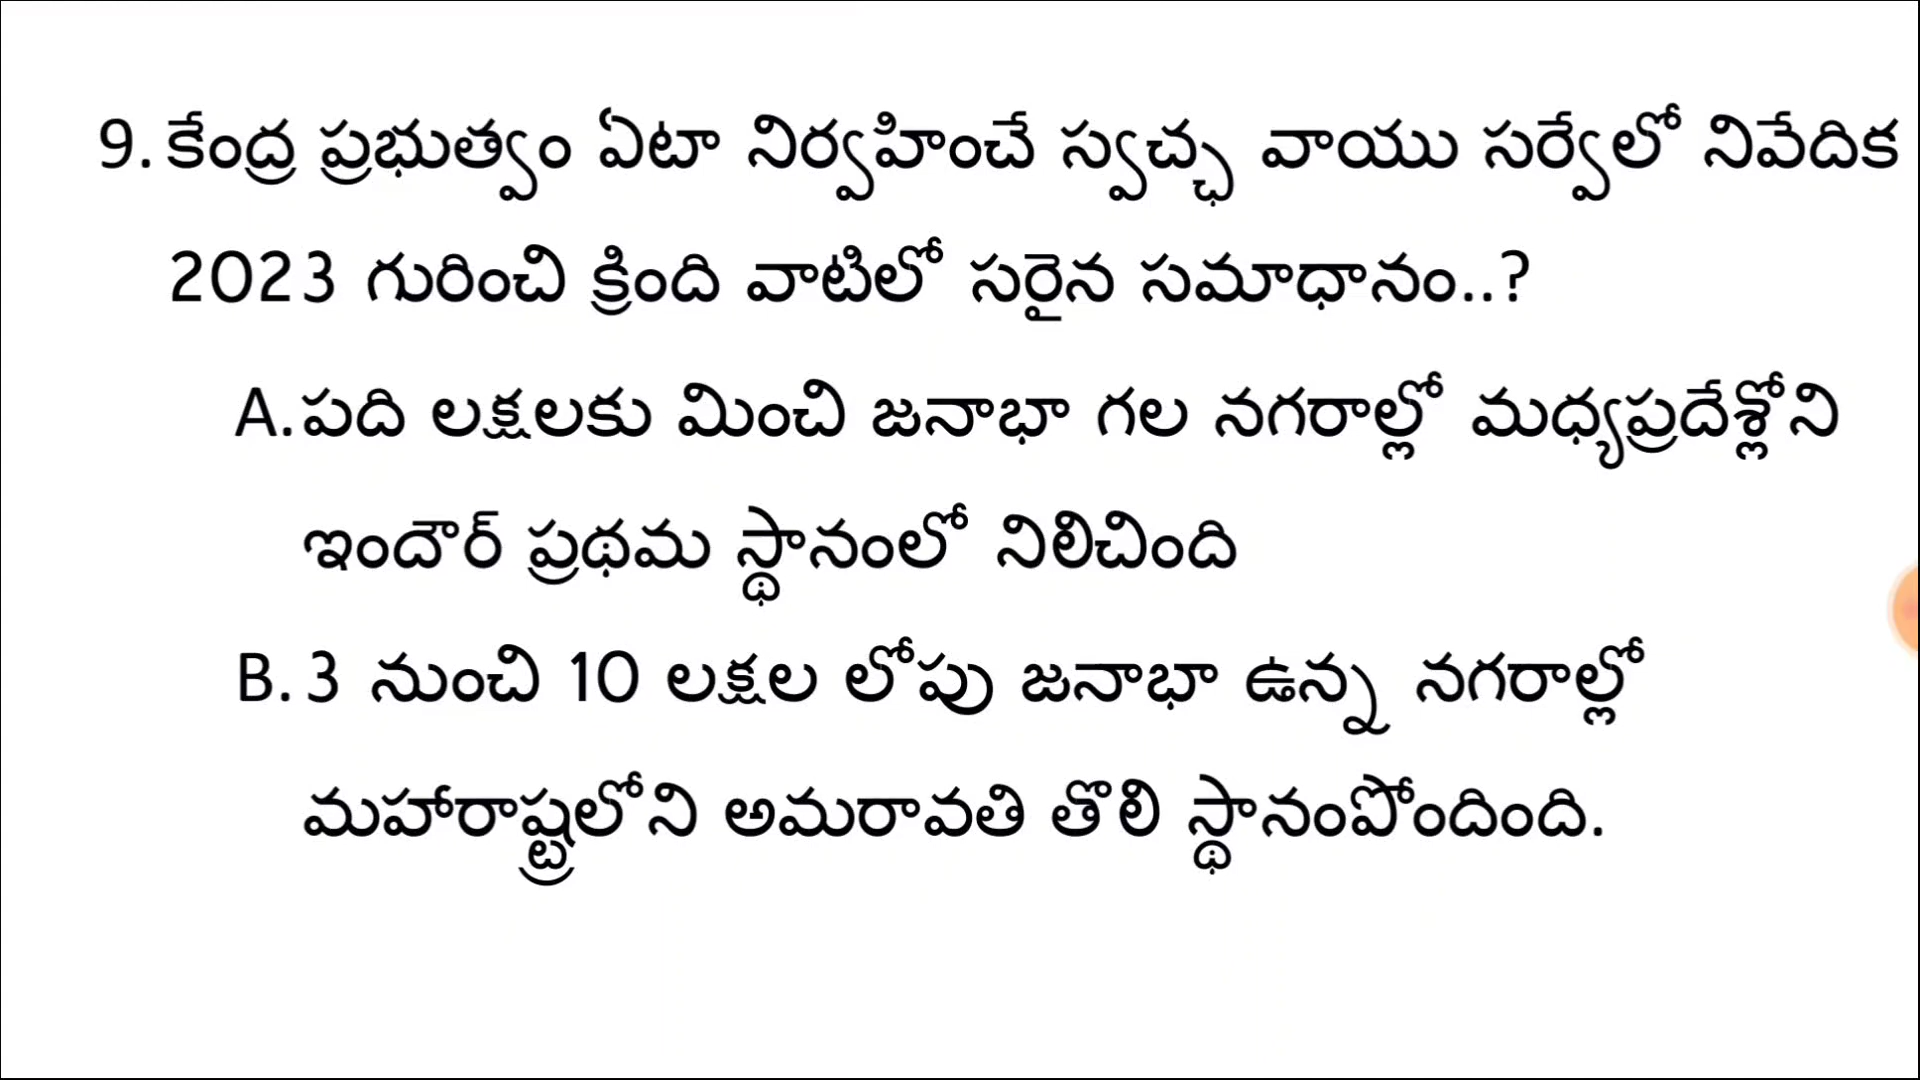 9. కేంద్ర ప్రభుత్వం ఏటా నిర్వహించే స్వచ్ఛ వాయు సర్వేలో నివేదిక
2023 గురించి క్రింది వాటిలో సరైన సమాధానం..?
A. పది లక్షలకు మించి జనాభా గల నగరాల్లో మధ్యప్రదేశ్లోని
ఇందౌర్ ప్రథమ స్థానంలో నిలిచింది
B. 3 నుంచి 10 లక్షల లోపు జనాభా ఉన్న నగరాల్లో
మహారాష్ట్రలోని అమరావతి తొలి స్థానంపోందింది.